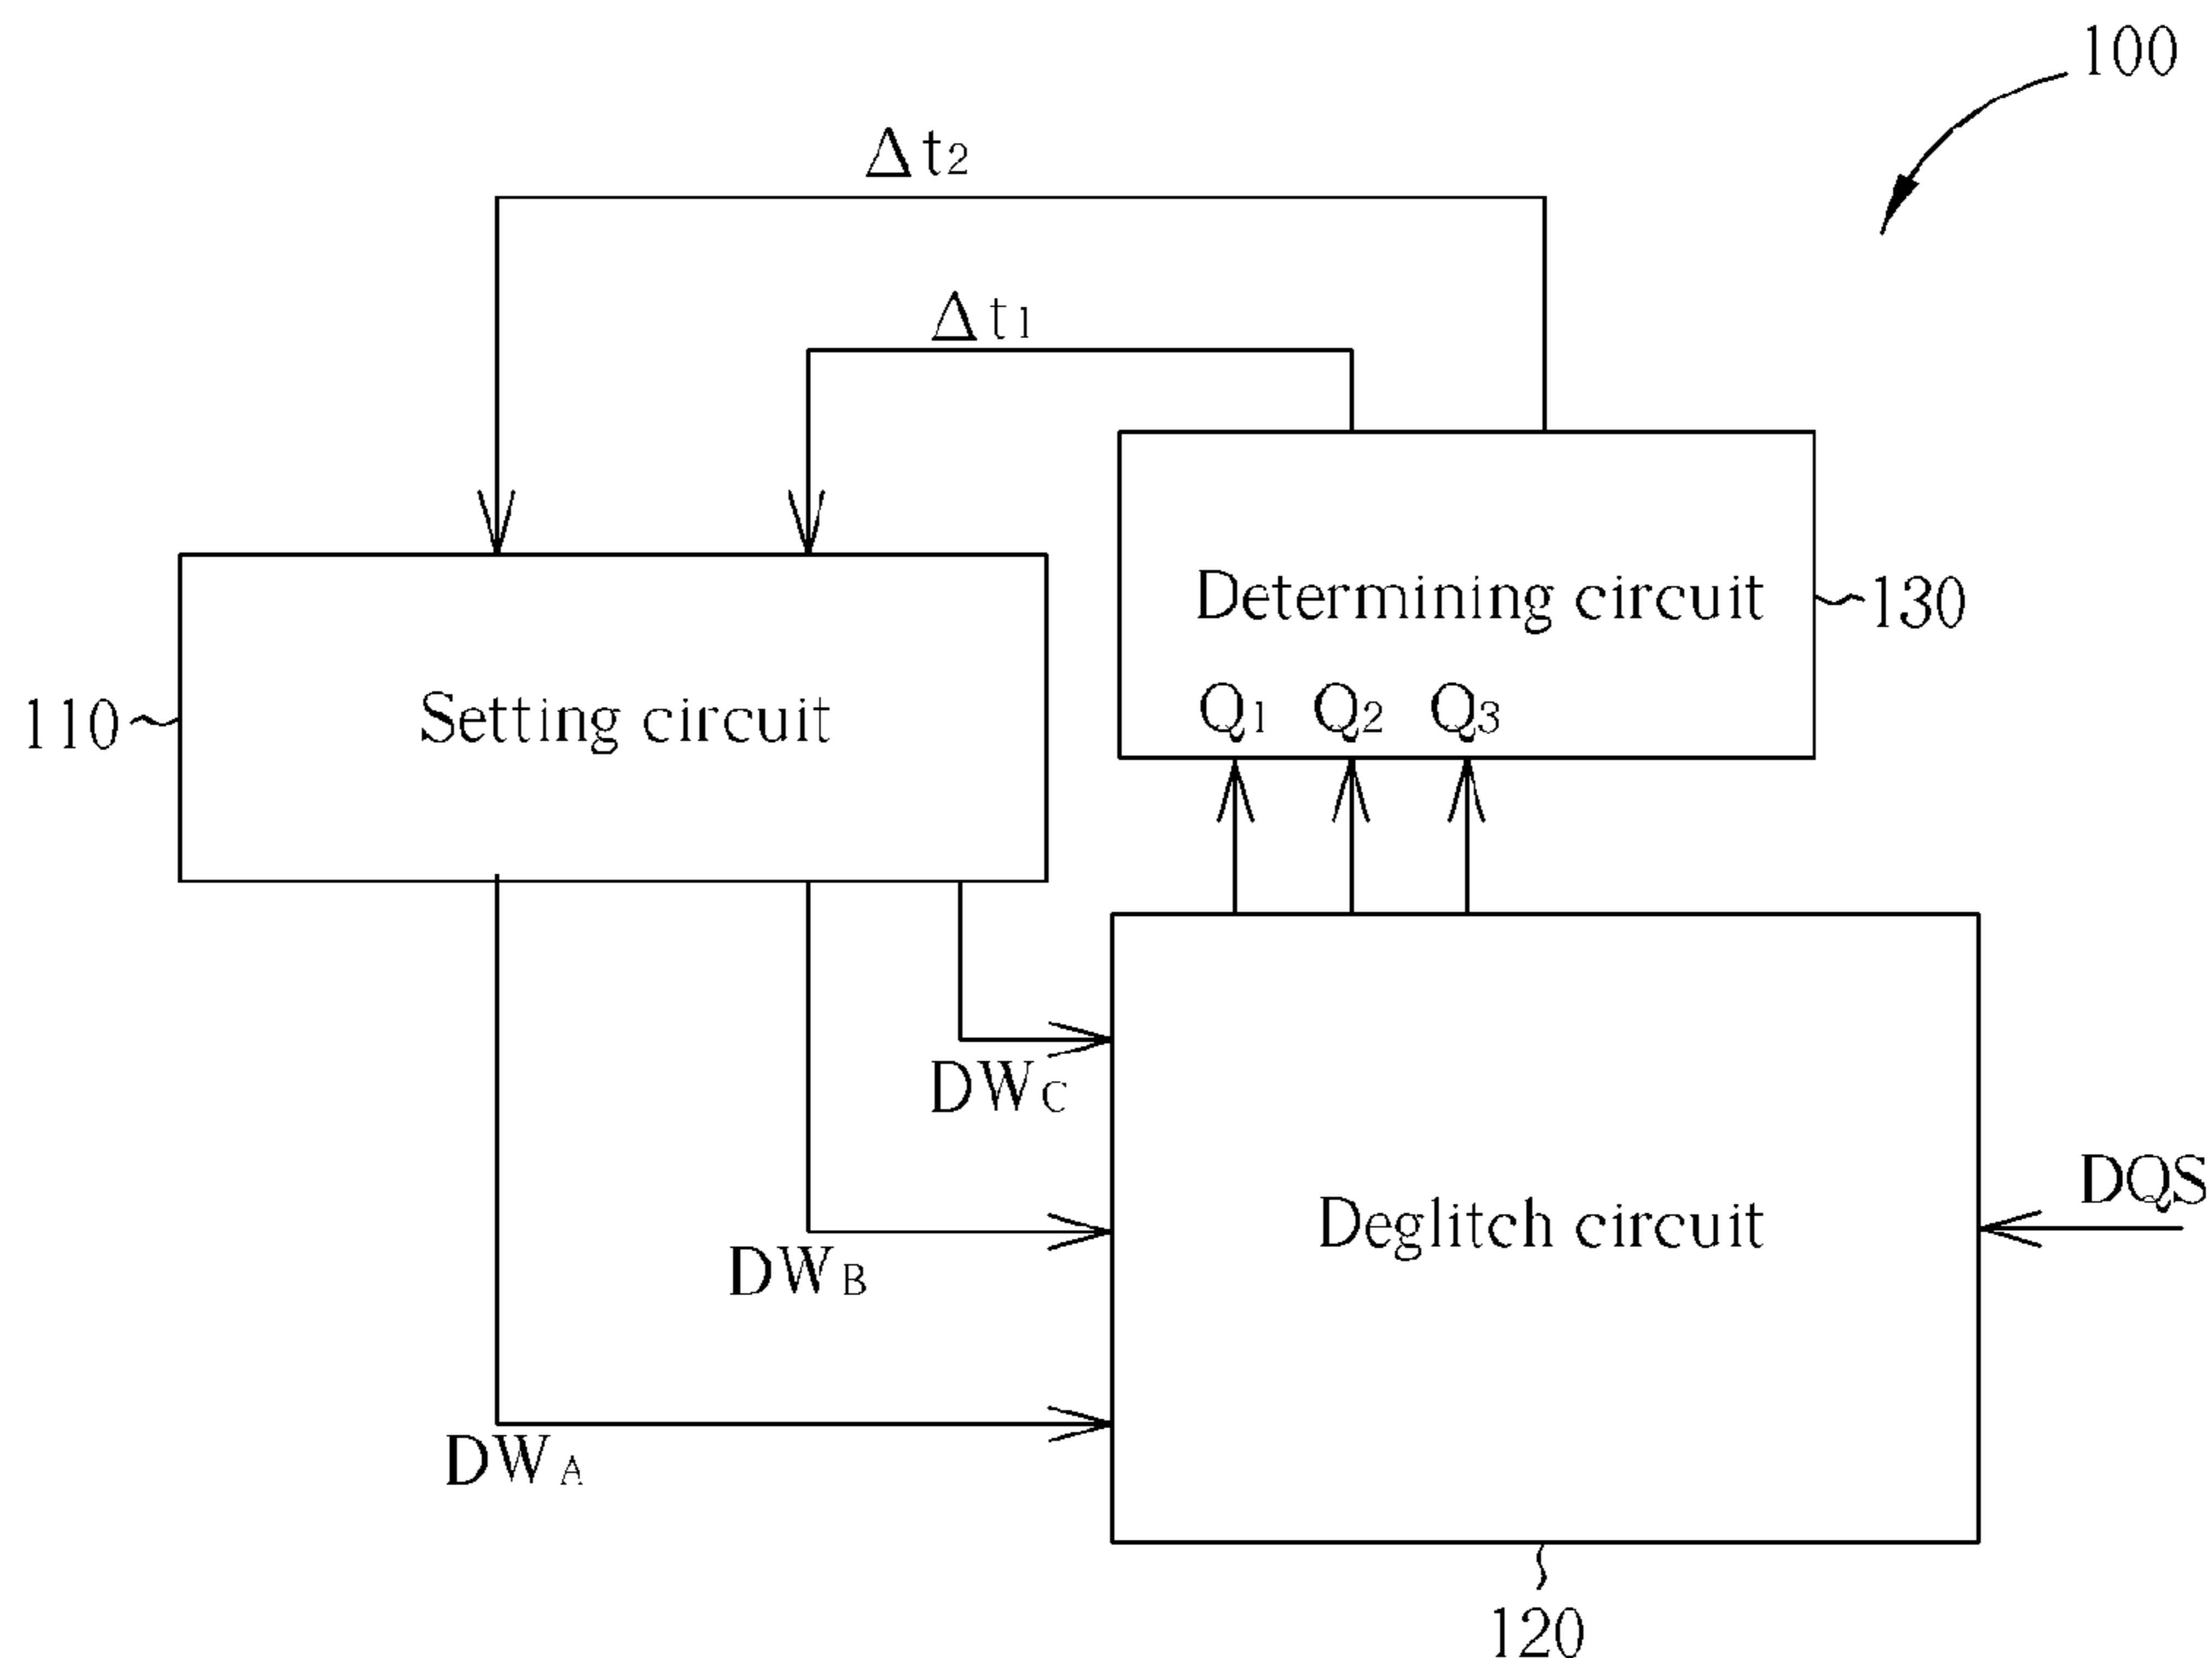 100
Δt2
Δt1
Determining circuit
130
Q1 Q2 Q3
110
Setting circuit
DWC
DQS
Deglitch circuit
DWB
DWA
120